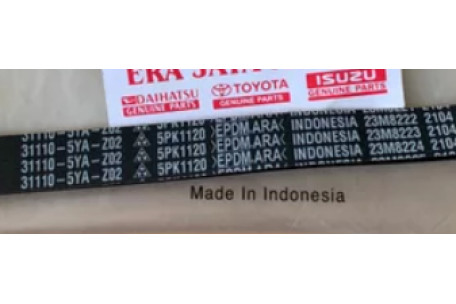 ERA JAYA
DAIHATSU
GENUINE PARTS
TOYOTA
GENUINE PARTS
ISUZU
GENUINE PARTS
31110-5YA-Z02 5PK1120 >EPDM.ARA< INDONESIA 23M8222 2104
31110-5YA-Z02 5PK1120 >EPDM.ARA< INDONESIA 23M8223 2104
31110-5YA-Z02 5PK1120 >EPDM.ARA< INDONESIA 23M8224 2104
Made In Indonesia